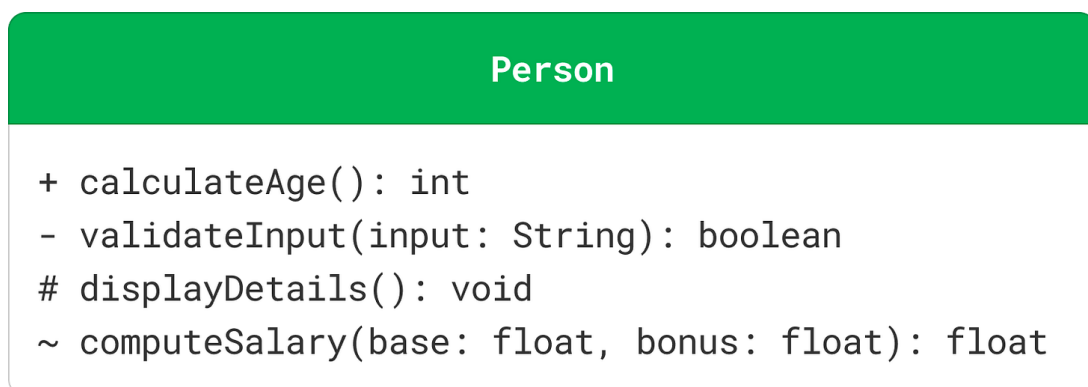 Person
+ calculateAge(): int
- validateInput(input: String): boolean
# displayDetails(): void
~ computeSalary(base: float, bonus: float): float